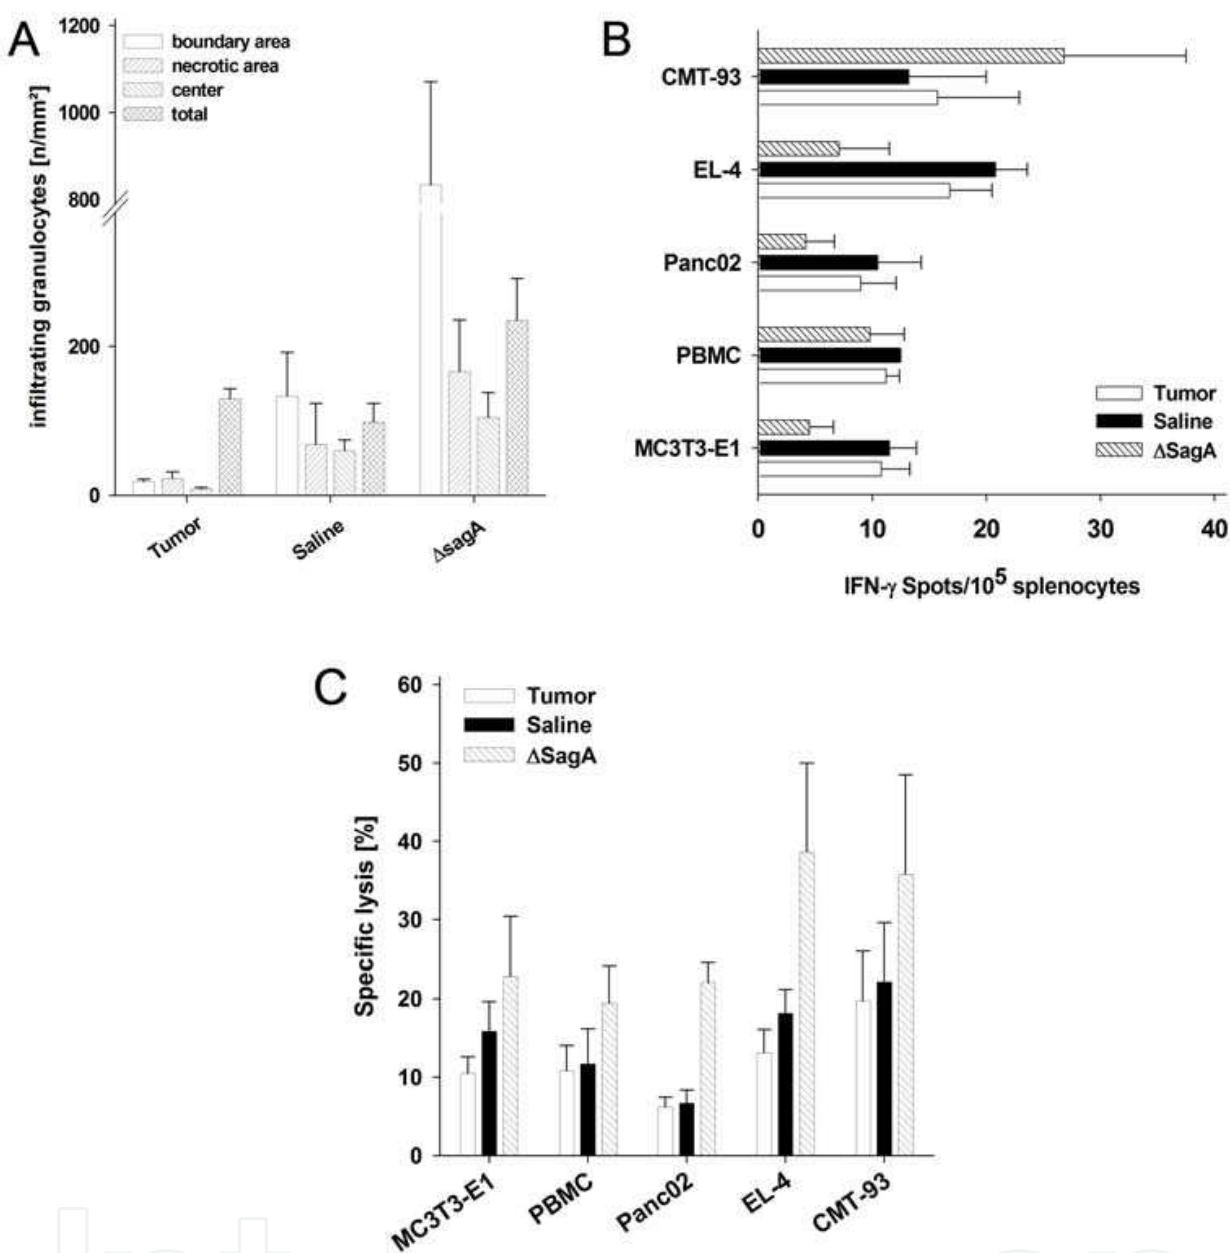 A
1200
1000
800
200
0
infiltrating granulocytes [n/mm²]
boundary area
necrotic area
center
total
Tumor
Saline
ΔsagA
B
CMT-93
EL-4
Panc02
PBMC
MC3T3-E1
Tumor
Saline
ΔSagA
0 10 20 30 40
IFN-γ Spots/10⁵ splenocytes
C
60
50
40
30
20
10
0
Specific lysis [%]
Tumor
Saline
ΔSagA
MC3T3-E1
PBMC
Panc02
EL-4
CMT-93